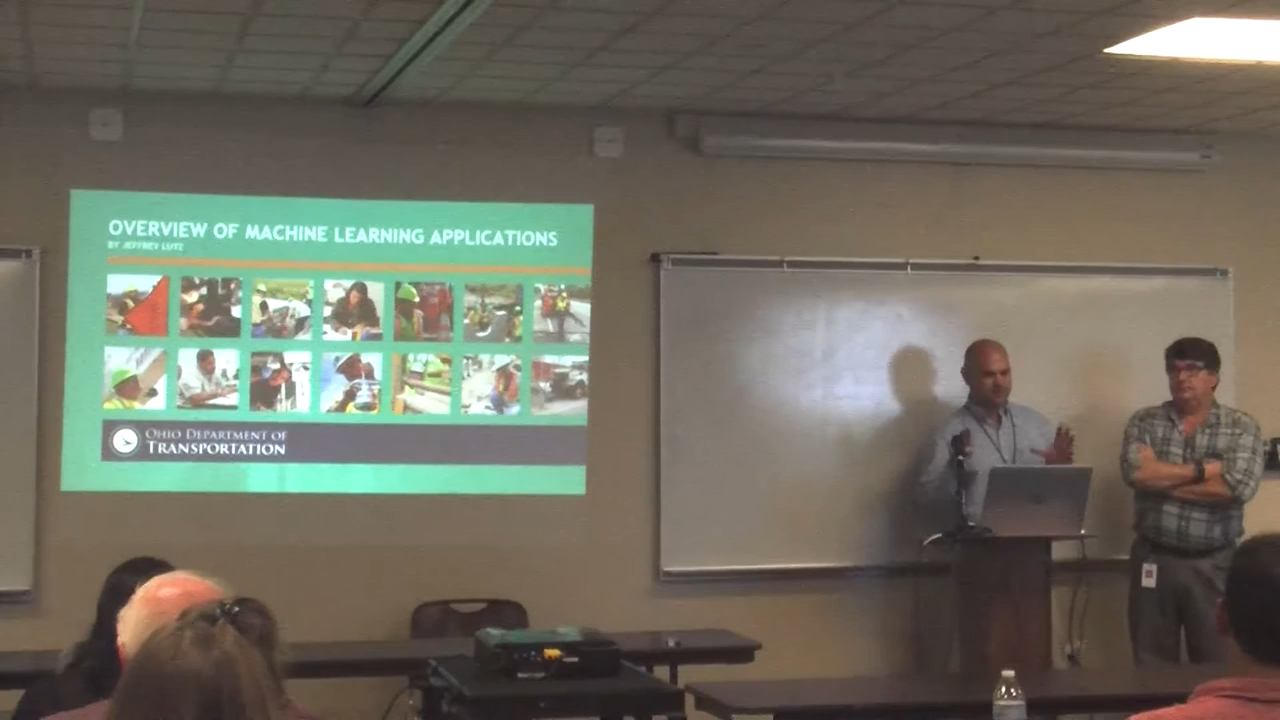 OVERVIEW OF MACHINE LEARNING APPLICATIONS
BY JEFFREY LUTZ
OHIO DEPARTMENT OF
TRANSPORTATION